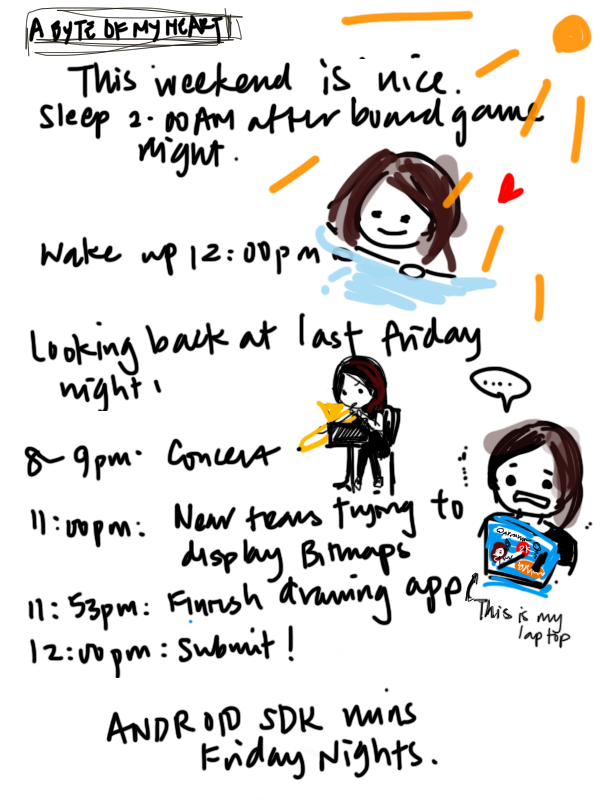 A BYTE OF MY HEART
This weekend is nice.
Sleep 2.00AM after board game
night.
Wake up 12:00pm
Looking back at last friday
night,
8~9pm. Concert
11:00pm: Near tears trying to
display Bitmaps
11:53pm: Finish drawing app!
12:00pm: Submit!
This is my
laptop
ANDROID SDK ruins
Friday Nights.